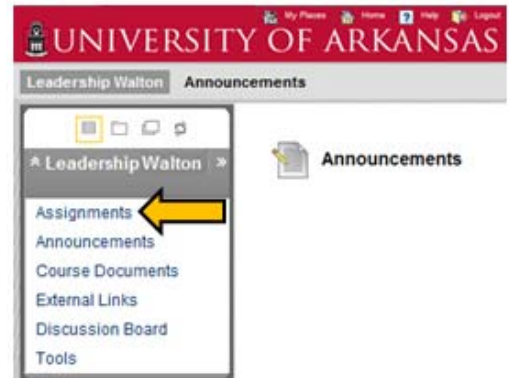 My Places Home Help Logout
UNIVERSITY OF ARKANSAS
Leadership Walton Announcements
Leadership Walton
Announcements
Assignments
Announcements
Course Documents
External Links
Discussion Board
Tools